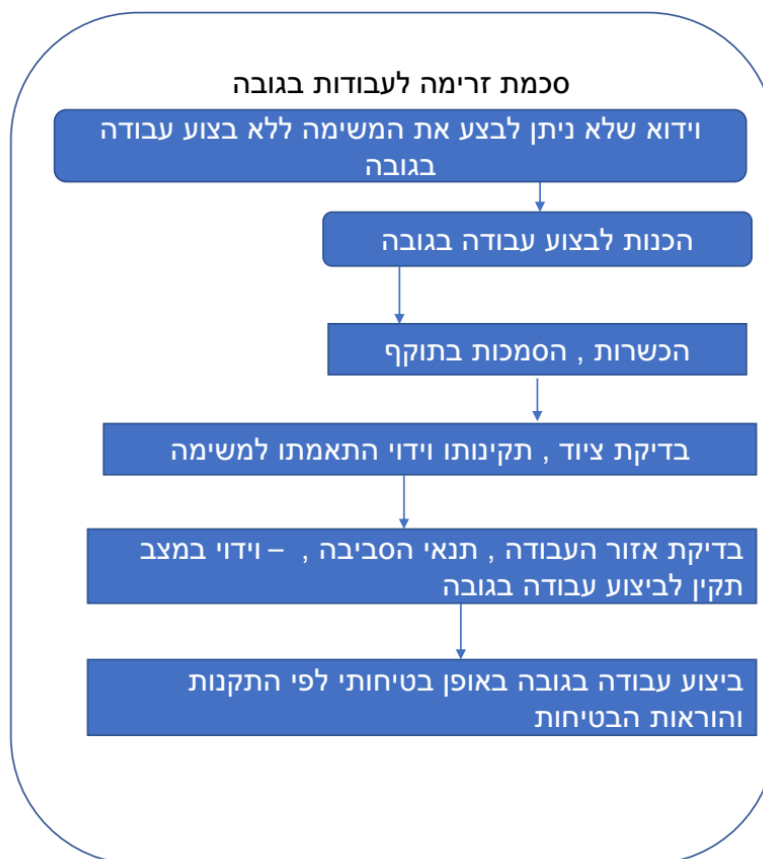 סכמת זרימה לעבודות בגובה
וידוא שלא ניתן לבצע את המשימה ללא בצוע עבודה
בגובה
הכנות לבצוע עבודה בגובה
הכשרות , הסמכות בתוקף
בדיקת ציוד , תקינותו וידוי התאמתו למשימה
בדיקת אזור העבודה , תנאי הסביבה , – וידוי במצב
תקין לביצוע עבודה בגובה
ביצוע עבודה בגובה באופן בטיחותי לפי התקנות
והוראות הבטיחות